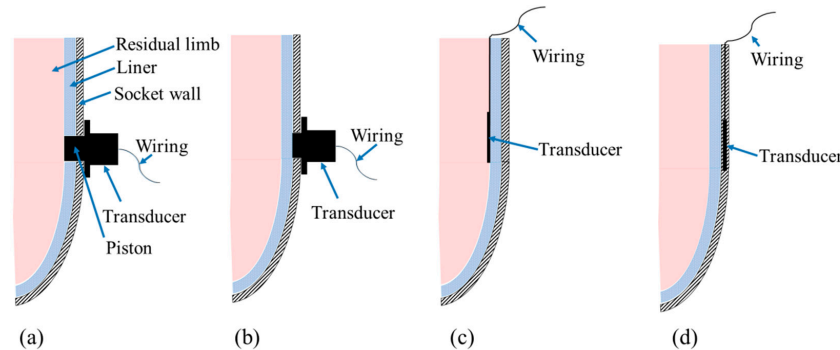 Residual limb
Liner
Socket wall
Wiring
Transducer
Piston
(a)
Wiring
Transducer
(b)
Wiring
Transducer
(c)
Wiring
Transducer
(d)